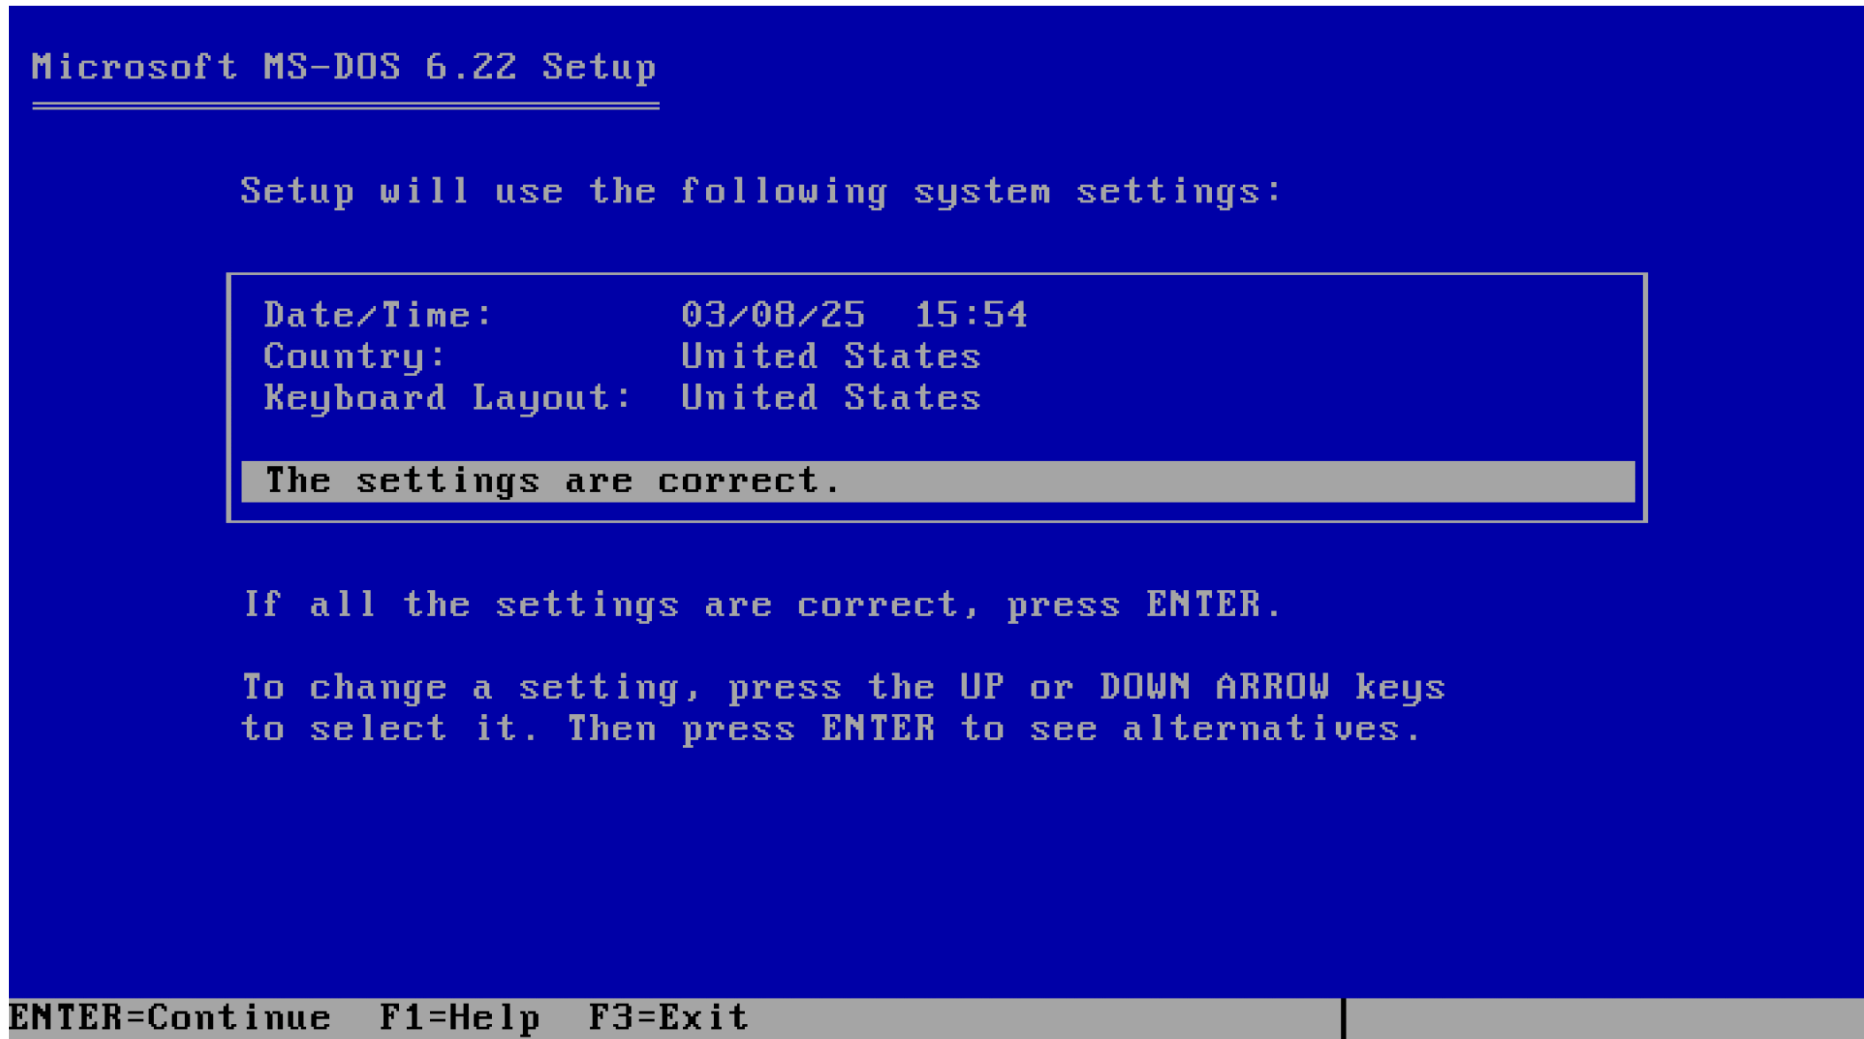 Microsoft MS-DOS 6.22 Setup
Setup will use the following system settings:
Date/Time: 03/08/25 15:54
Country: United States
Keyboard Layout: United States
The settings are correct.
If all the settings are correct, press ENTER.
To change a setting, press the UP or DOWN ARROW keys
to select it. Then press ENTER to see alternatives.
ENTER=Continue F1=Help F3=Exit